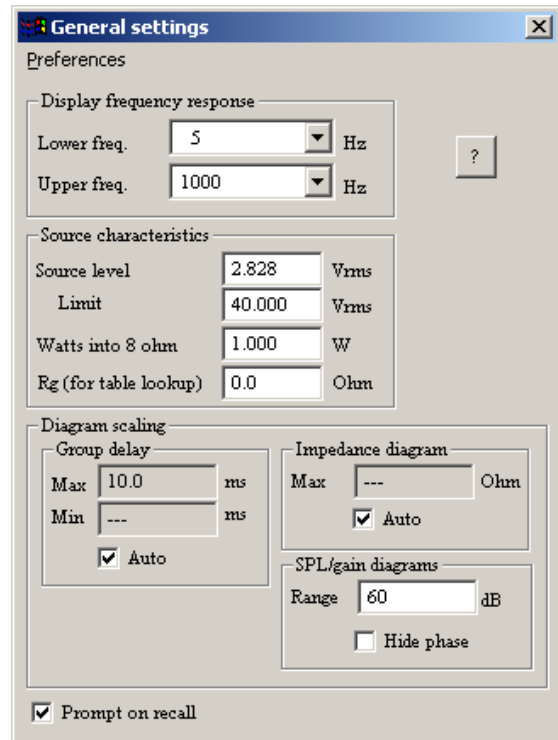 General settings
Preferences
Display frequency response
Lower freq. 5 Hz
?
Upper freq. 1000 Hz
Source characteristics
Source level 2.828 Vrms
Limit 40.000 Vrms
Watts into 8 ohm 1.000 W
Rg (for table lookup) 0.0 Ohm
Diagram scaling
Group delay
Max 10.0 ms
Min --- ms
Auto
Impedance diagram
Max --- Ohm
Auto
SPL/gain diagrams
Range 60 dB
Hide phase
Prompt on recall